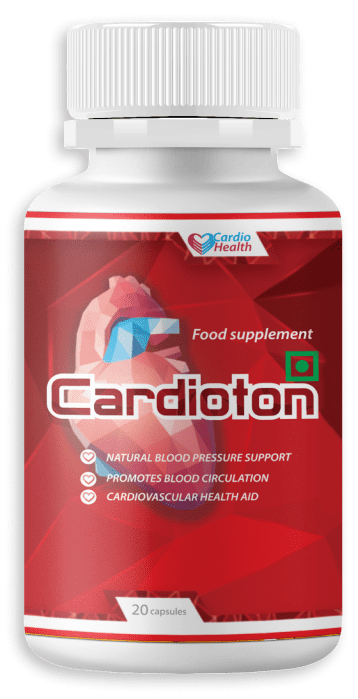 Cardio
Health
Food supplement
Cardioton
NATURAL BLOOD PRESSURE SUPPORT
PROMOTES BLOOD CIRCULATION
CARDIOVASCULAR HEALTH AID
20 capsules